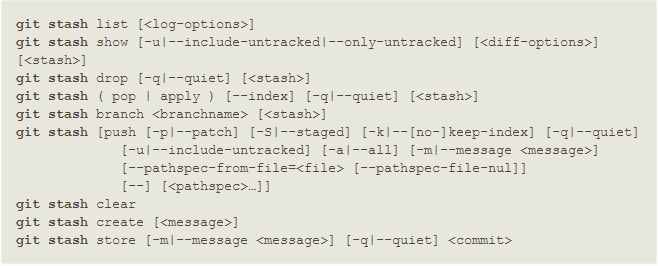 git stash list [<log-options>]
git stash show [-u|--include-untracked|--only-untracked] [<diff-options>]
[<stash>]
git stash drop [-q|--quiet] [<stash>]
git stash ( pop | apply ) [--index] [-q|--quiet] [<stash>]
git stash branch <branchname> [<stash>]
git stash [push [-p|--patch] [-S|--staged] [-k|--[no-]keep-index] [-q|--quiet]
[-u|--include-untracked] [-a|--all] [-m|--message <message>]
[--pathspec-from-file=<file> [--pathspec-file-nul]]
[--] [<pathspec>…]]
git stash clear
git stash create [<message>]
git stash store [-m|--message <message>] [-q|--quiet] <commit>